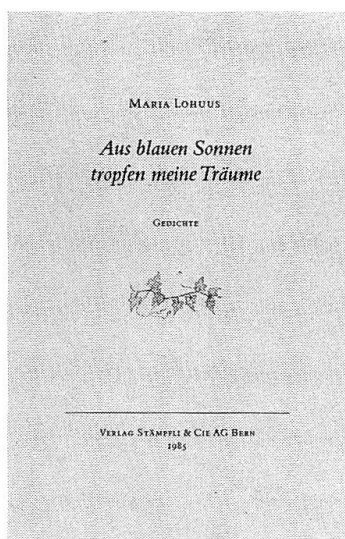 Maria Lohuus
Aus blauen Sonnen
tropfen meine Träume
Gedichte
Verlag Stämpfli & Cie AG Bern
1985